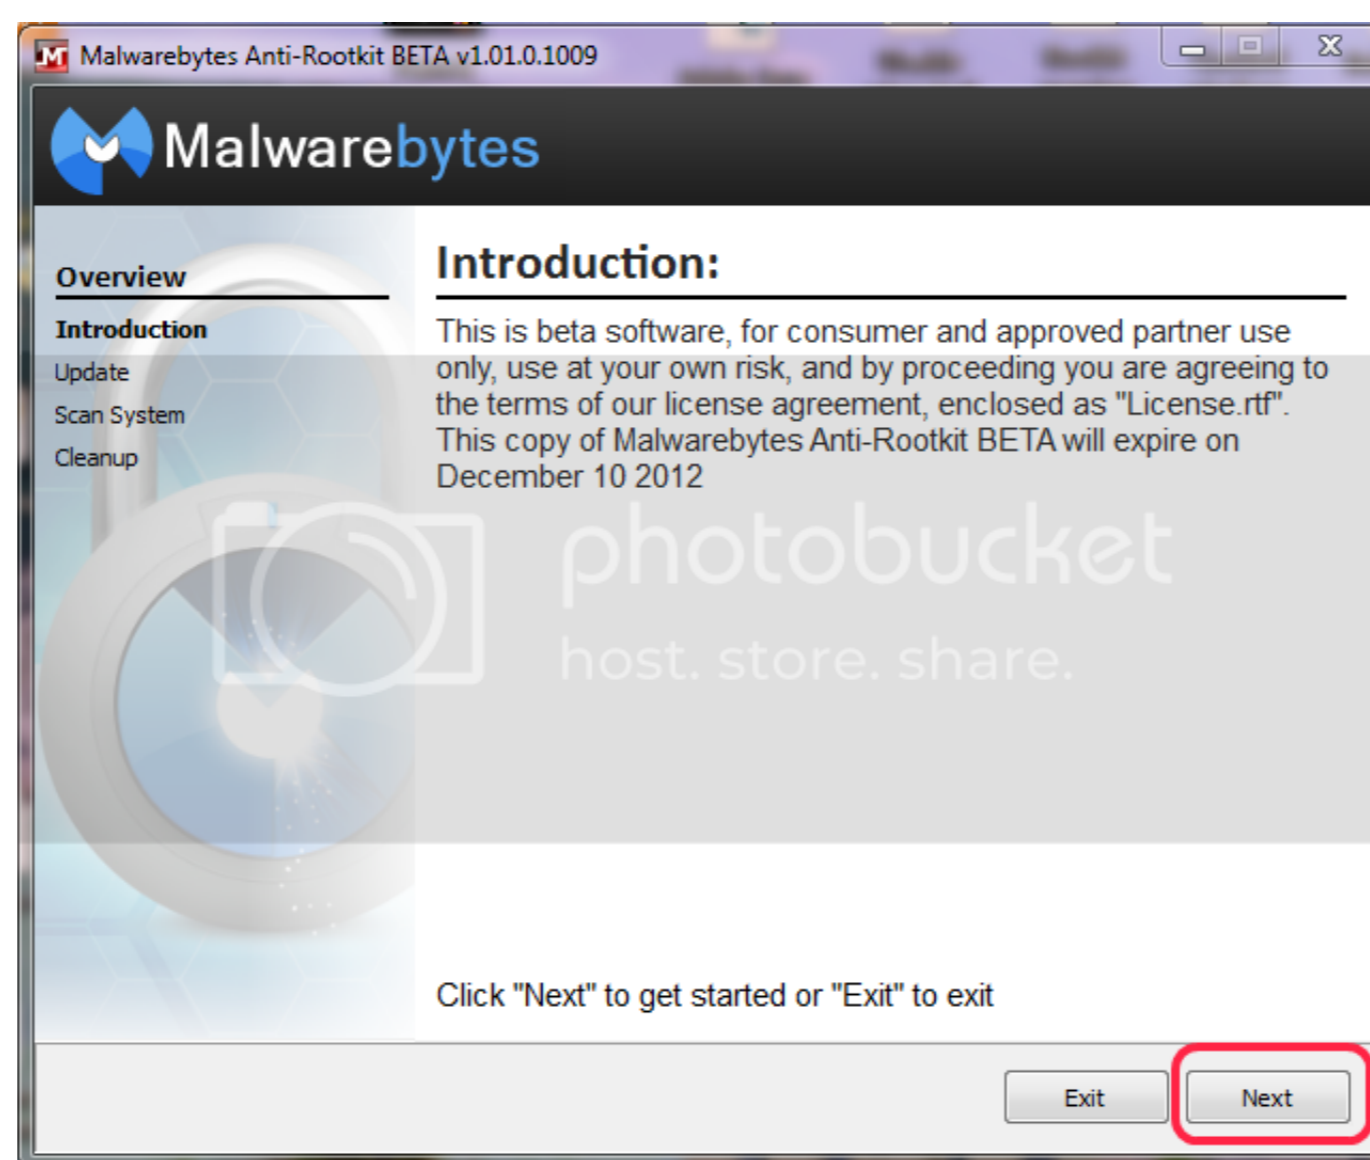 Malwarebytes Anti-Rootkit BETA v1.01.0.1009
Malwarebytes
Overview
Introduction
Update
Scan System
Cleanup
Introduction:
This is beta software, for consumer and approved partner use
only, use at your own risk, and by proceeding you are agreeing to
the terms of our license agreement, enclosed as "License.rtf".
This copy of Malwarebytes Anti-Rootkit BETA will expire on
December 10 2012
photobucket
host. store. share.
Click "Next" to get started or "Exit" to exit
Exit
Next